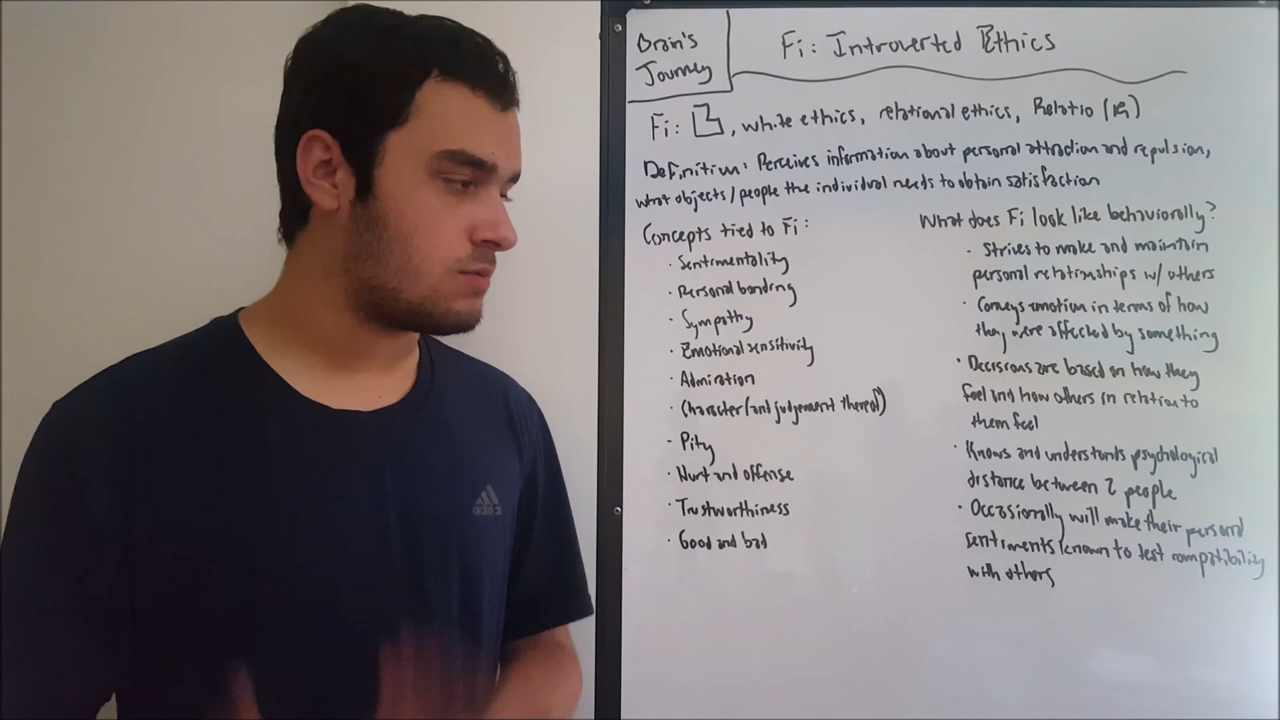 Brain's
Journey
Fi: Introverted Ethics
Fi: , white ethics, relational ethics, Relatio (R)
Definition: Perceives information about personal attraction and repulsion,
what objects/people the individual needs to obtain satisfaction
Concepts tied to Fi:
· Sentimentality
· Personal bonding
· Sympathy
· Emotional sensitivity
· Admiration
· Character (and judgement thereof)
· Pity
· Hurt and offense
· Trustworthiness
· Good and bad
What does Fi look like behaviorally?
· Strives to make and maintain
personal relationships w/ others
· Conveys emotion in terms of how
they were affected by something
· Decisions are based on how they
feel and how others in relation to
them feel
· Knows and understands psychological
distance between 2 people
· Occasionally will make their personal
sentiments known to test compatibility
with others